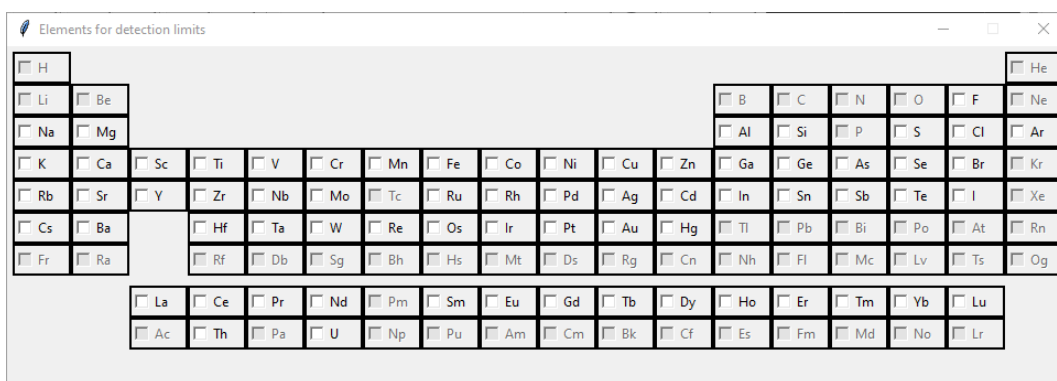 Elements for detection limits
H He
Li Be B C N O F Ne
Na Mg Al Si P S Cl Ar
K Ca Sc Ti V Cr Mn Fe Co Ni Cu Zn Ga Ge As Se Br Kr
Rb Sr Y Zr Nb Mo Tc Ru Rh Pd Ag Cd In Sn Sb Te I Xe
Cs Ba Hf Ta W Re Os Ir Pt Au Hg Tl Pb Bi Po At Rn
Fr Ra Rf Db Sg Bh Hs Mt Ds Rg Cn Nh Fl Mc Lv Ts Og
La Ce Pr Nd Pm Sm Eu Gd Tb Dy Ho Er Tm Yb Lu
Ac Th Pa U Np Pu Am Cm Bk Cf Es Fm Md No Lr